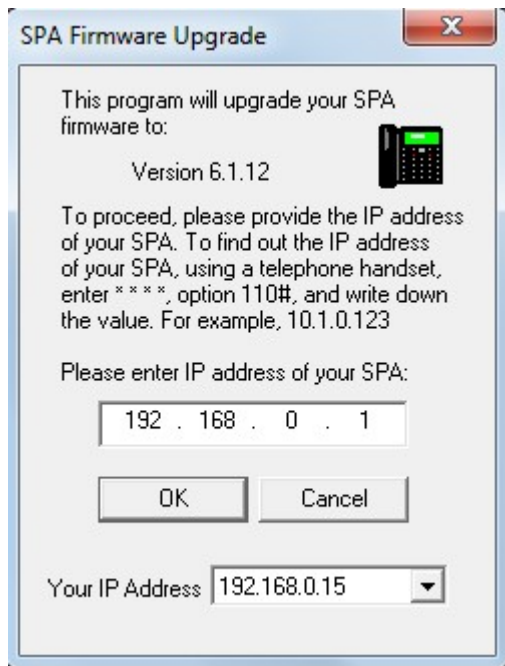 SPA Firmware Upgrade
This program will upgrade your SPA
firmware to:
Version 6.1.12
To proceed, please provide the IP address
of your SPA. To find out the IP address
of your SPA, using a telephone handset,
enter * * * *, option 110#, and write down
the value. For example, 10.1.0.123
Please enter IP address of your SPA:
192 . 168 . 0 . 1
OK Cancel
Your IP Address 192.168.0.15